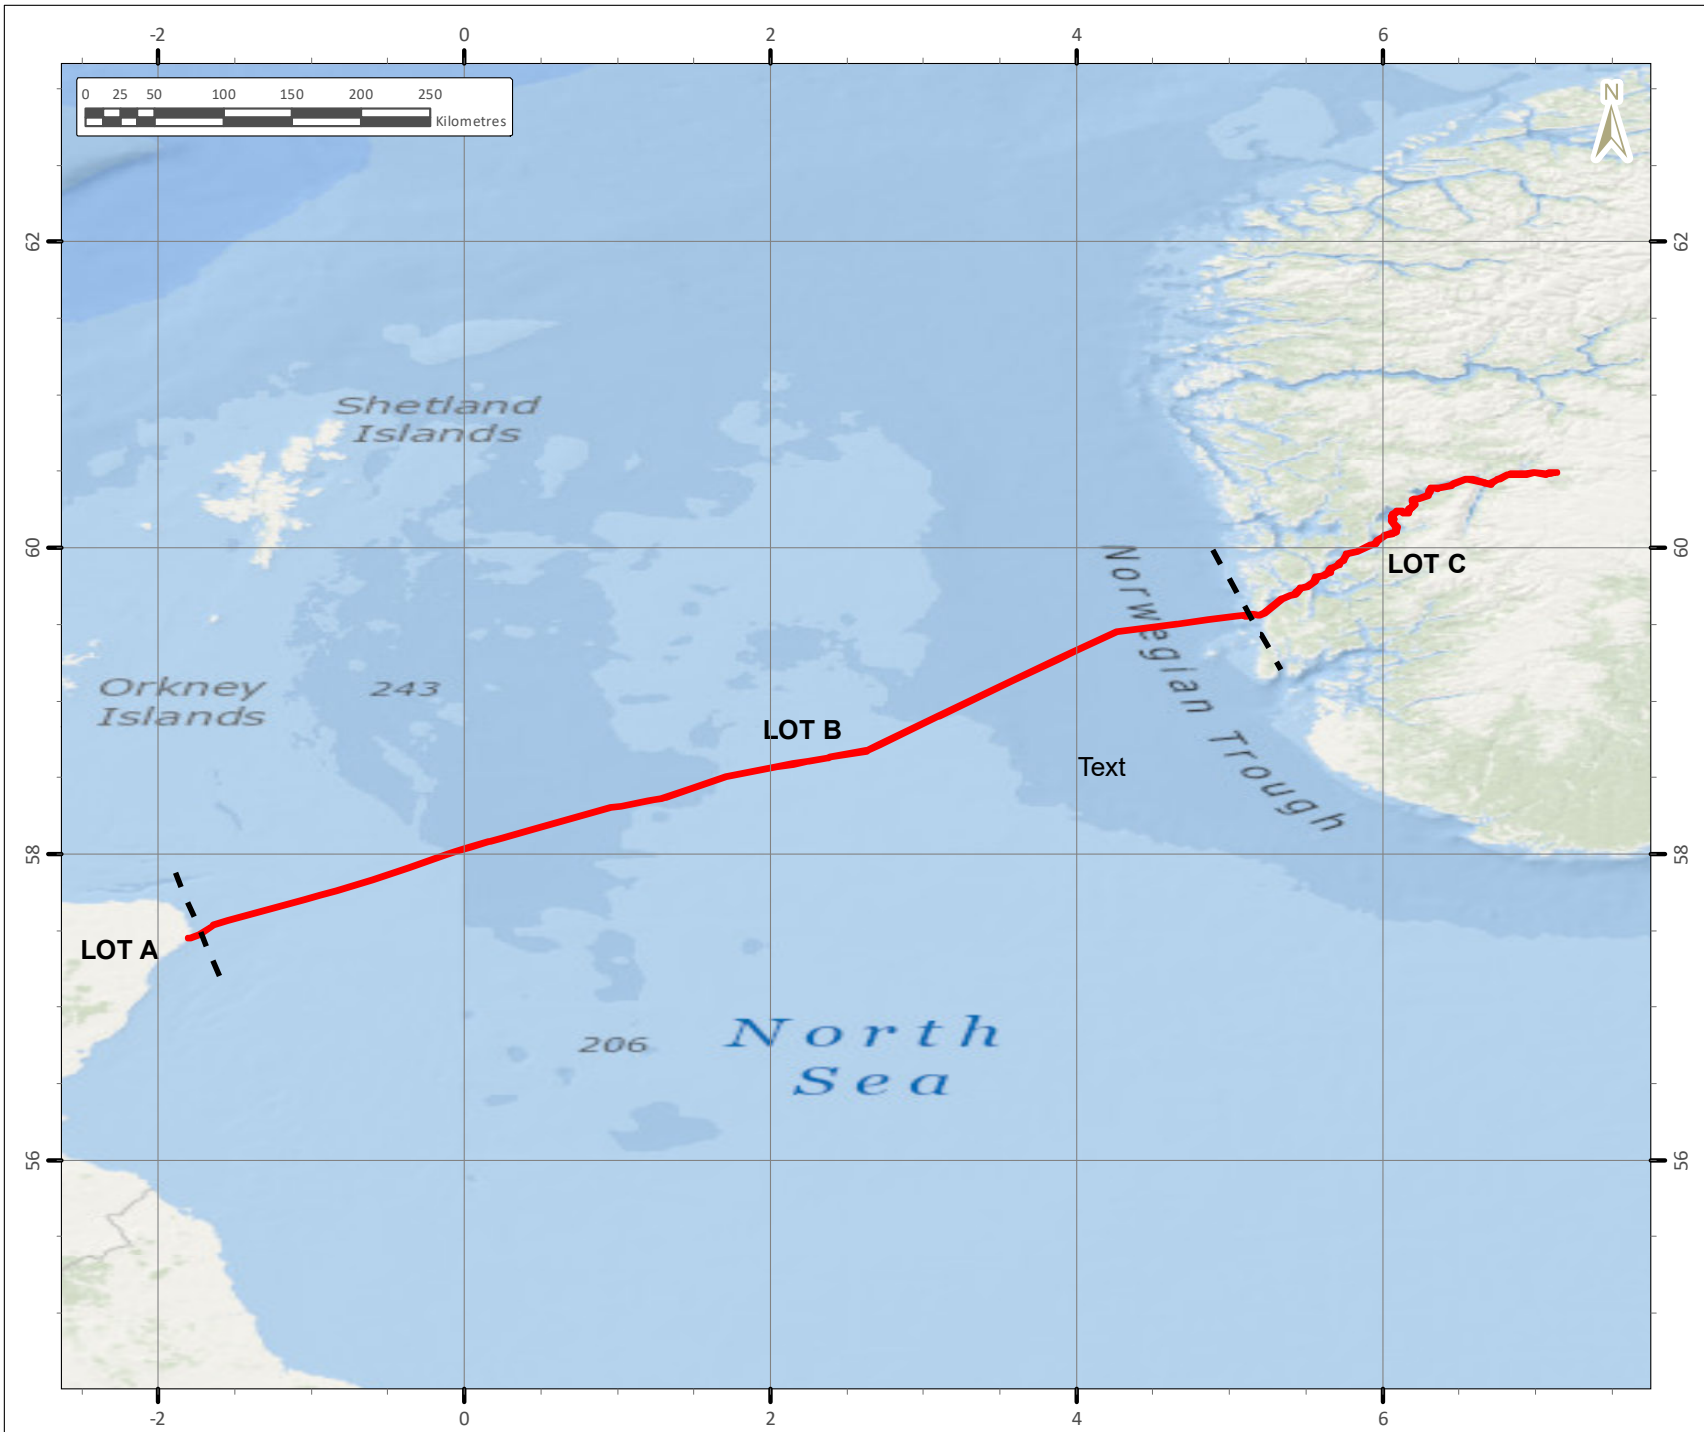 -2 0 2 4 6
0 25 50 100 150 200 250
Kilometres
N
62 62
Shetland
Islands
60 60
LOT C
Norwegian Trough
Orkney
Islands
243
LOT B
Text
58 58
LOT A
206
North
Sea
56 56
-2 0 2 4 6